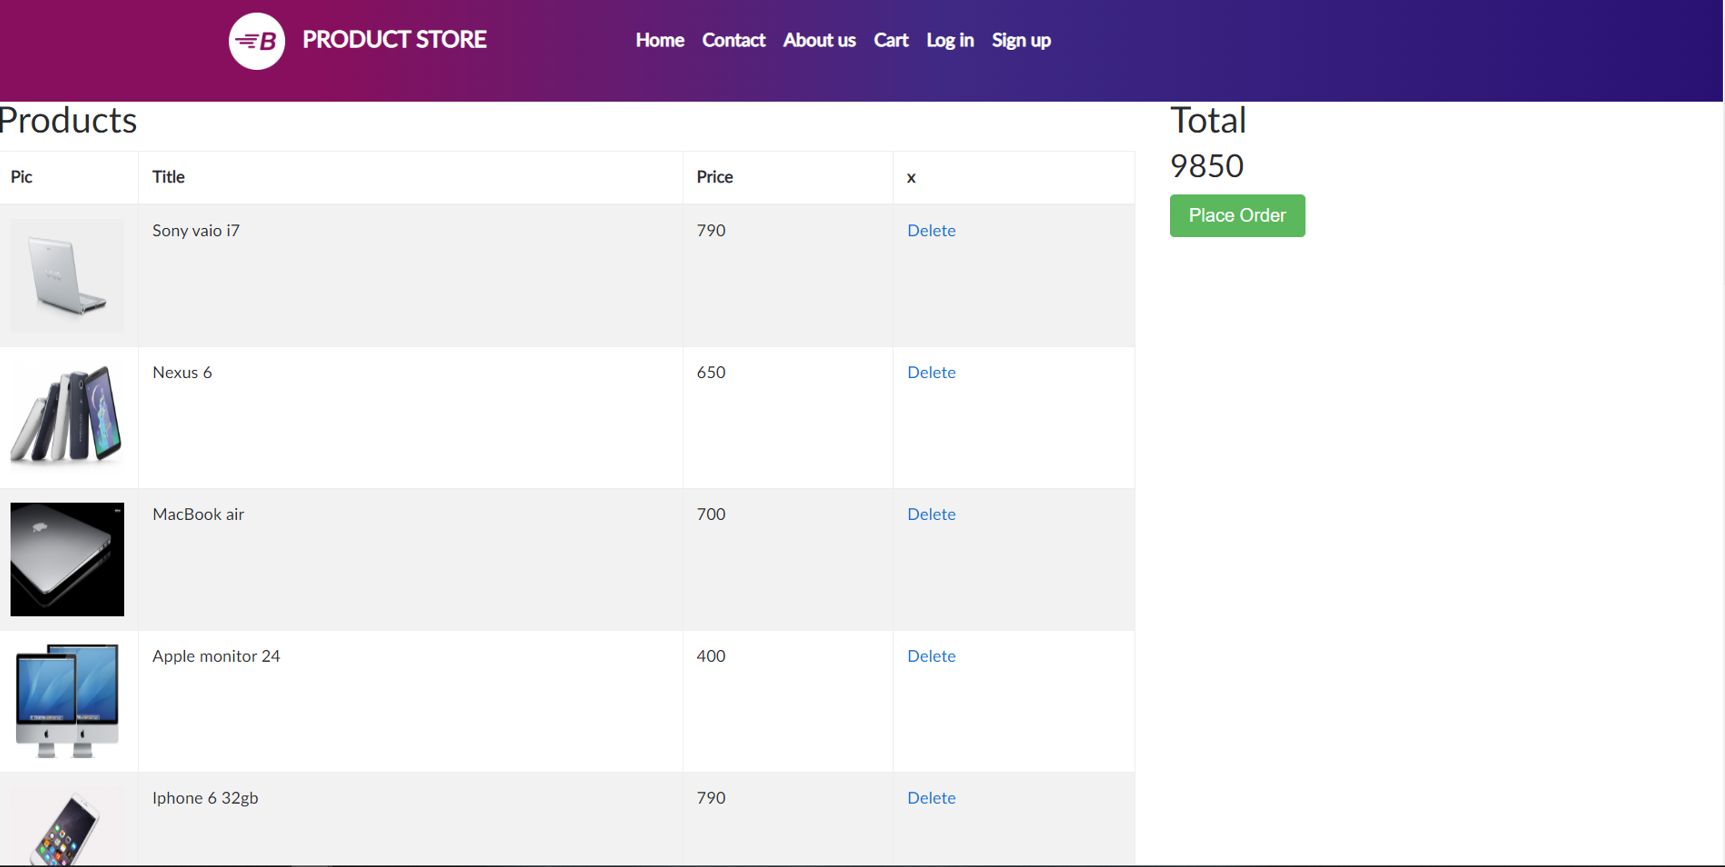 B PRODUCT STORE Home Contact About us Cart Log in Sign up
Products
Pic Title Price x
Sony vaio i7 790 Delete
Nexus 6 650 Delete
MacBook air 700 Delete
Apple monitor 24 400 Delete
Iphone 6 32gb 790 Delete
Total
9850
Place Order